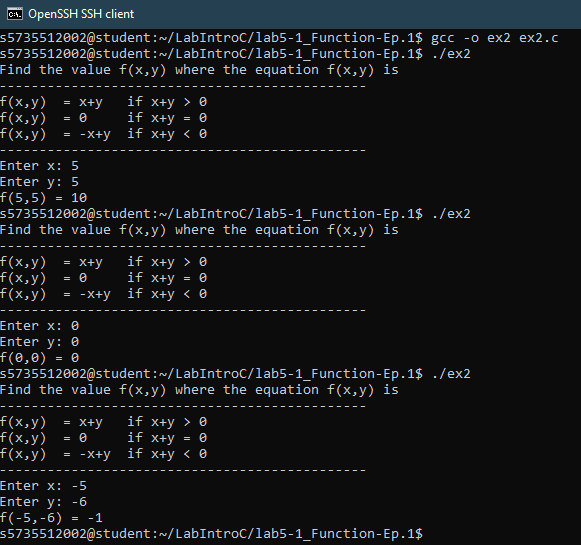 OpenSSH SSH client
s5735512002@student:~/LabIntroC/lab5-1_Function-Ep.1$ gcc -o ex2 ex2.c
s5735512002@student:~/LabIntroC/lab5-1_Function-Ep.1$ ./ex2
Find the value f(x,y) where the equation f(x,y) is
----------------------------------------------
f(x,y)  = x+y   if x+y > 0
f(x,y)  = 0     if x+y = 0
f(x,y)  = -x+y  if x+y < 0
----------------------------------------------
Enter x: 5
Enter y: 5
f(5,5) = 10
s5735512002@student:~/LabIntroC/lab5-1_Function-Ep.1$ ./ex2
Find the value f(x,y) where the equation f(x,y) is
----------------------------------------------
f(x,y)  = x+y   if x+y > 0
f(x,y)  = 0     if x+y = 0
f(x,y)  = -x+y  if x+y < 0
----------------------------------------------
Enter x: 0
Enter y: 0
f(0,0) = 0
s5735512002@student:~/LabIntroC/lab5-1_Function-Ep.1$ ./ex2
Find the value f(x,y) where the equation f(x,y) is
----------------------------------------------
f(x,y)  = x+y   if x+y > 0
f(x,y)  = 0     if x+y = 0
f(x,y)  = -x+y  if x+y < 0
----------------------------------------------
Enter x: -5
Enter y: -6
f(-5,-6) = -1
s5735512002@student:~/LabIntroC/lab5-1_Function-Ep.1$